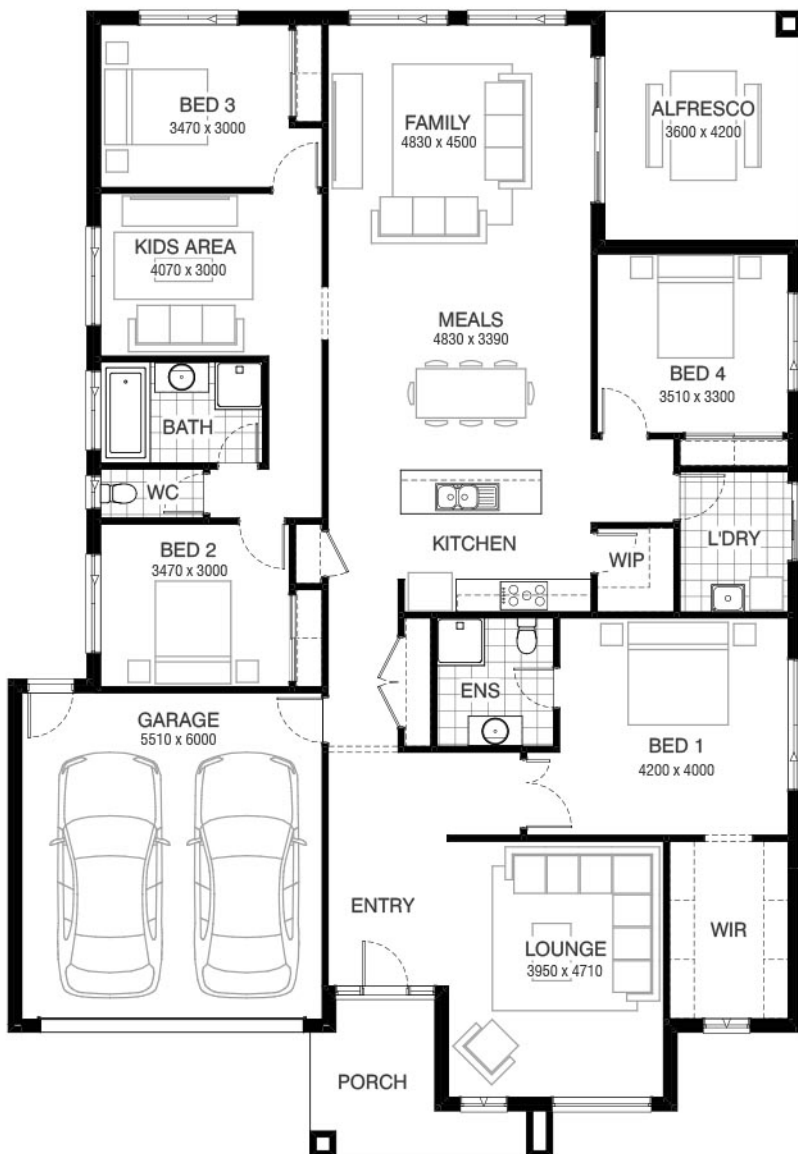 BED 3
3470 x 3000
FAMILY
4830 x 4500
ALFRESCO
3600 x 4200
KIDS AREA
4070 x 3000
MEALS
4830 x 3390
BED 4
3510 x 3300
BATH
WC
KITCHEN
WIP
L'DRY
BED 2
3470 x 3000
ENS
GARAGE
5510 x 6000
BED 1
4200 x 4000
ENTRY
LOUNGE
3950 x 4710
WIR
PORCH